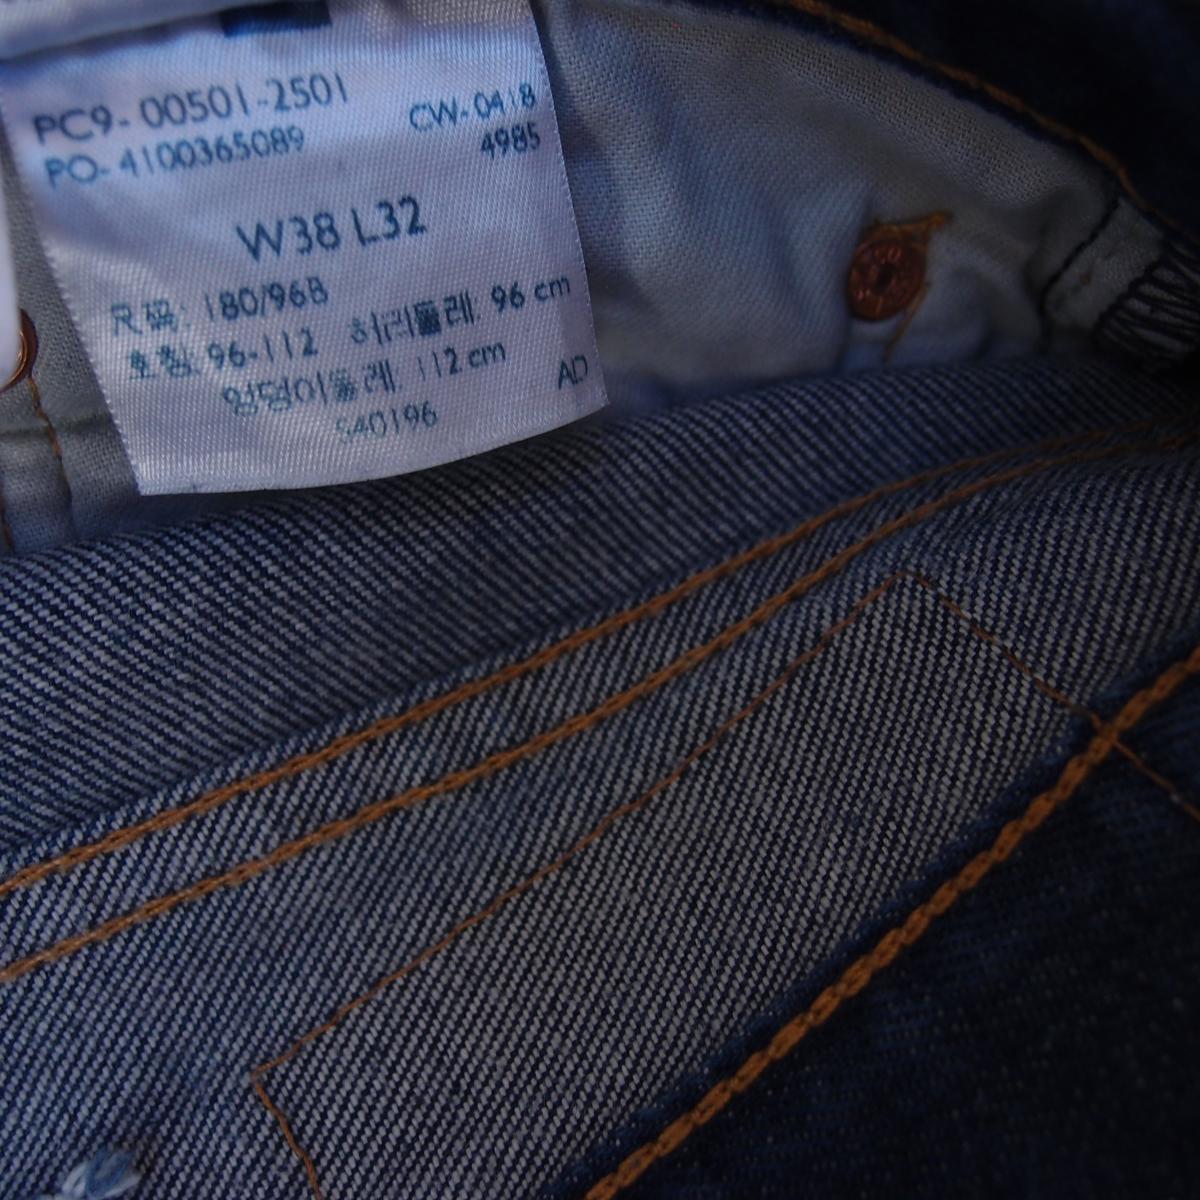 PC9-00501-2501
PO-4100365089
CW-0418
4985
W38 L32
尺码: 180/96B
호칭: 96-112 허리둘레: 96 cm
엉덩이둘레: 112 cm
AD
S40196